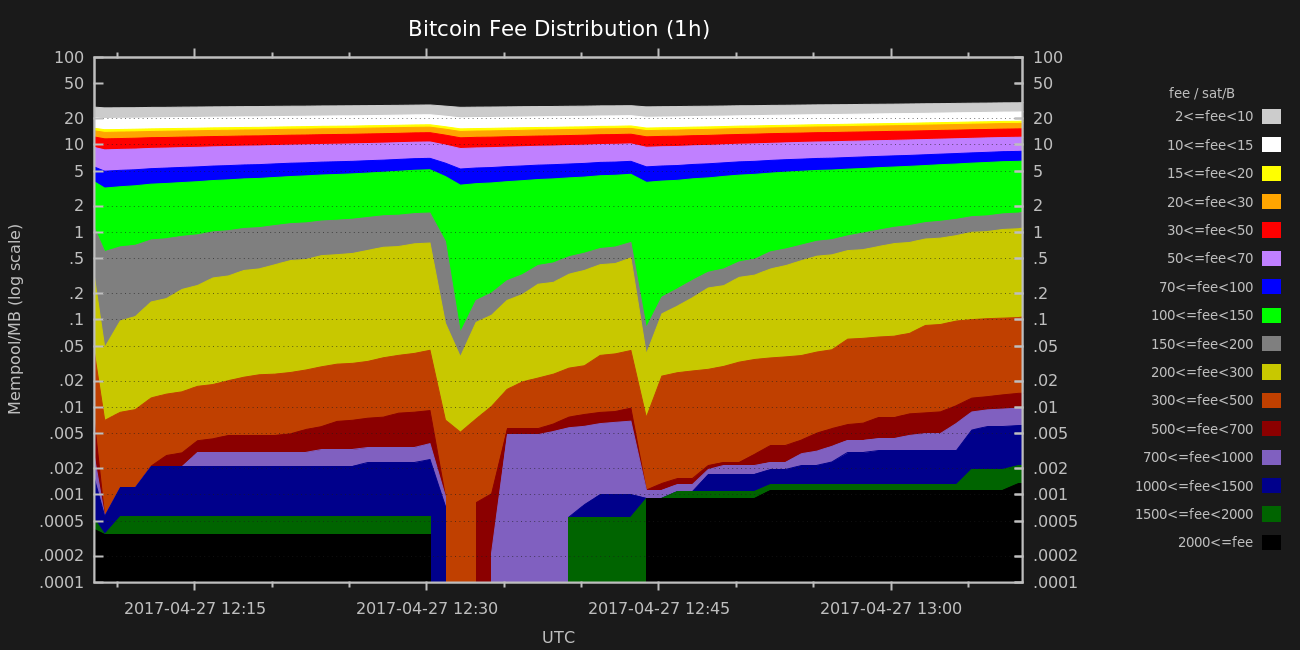 Bitcoin Fee Distribution (1h)
Mempool/MB (log scale)
100
50
20
10
5
2
1
.5
.2
.1
.05
.02
.01
.005
.002
.001
.0005
.0002
.0001
100
50
20
10
5
2
1
.5
.2
.1
.05
.02
.01
.005
.002
.001
.0005
.0002
.0001
2017-04-27 12:15
2017-04-27 12:30
2017-04-27 12:45
2017-04-27 13:00
UTC
fee / sat/B
2<=fee<10
10<=fee<15
15<=fee<20
20<=fee<30
30<=fee<50
50<=fee<70
70<=fee<100
100<=fee<150
150<=fee<200
200<=fee<300
300<=fee<500
500<=fee<700
700<=fee<1000
1000<=fee<1500
1500<=fee<2000
2000<=fee